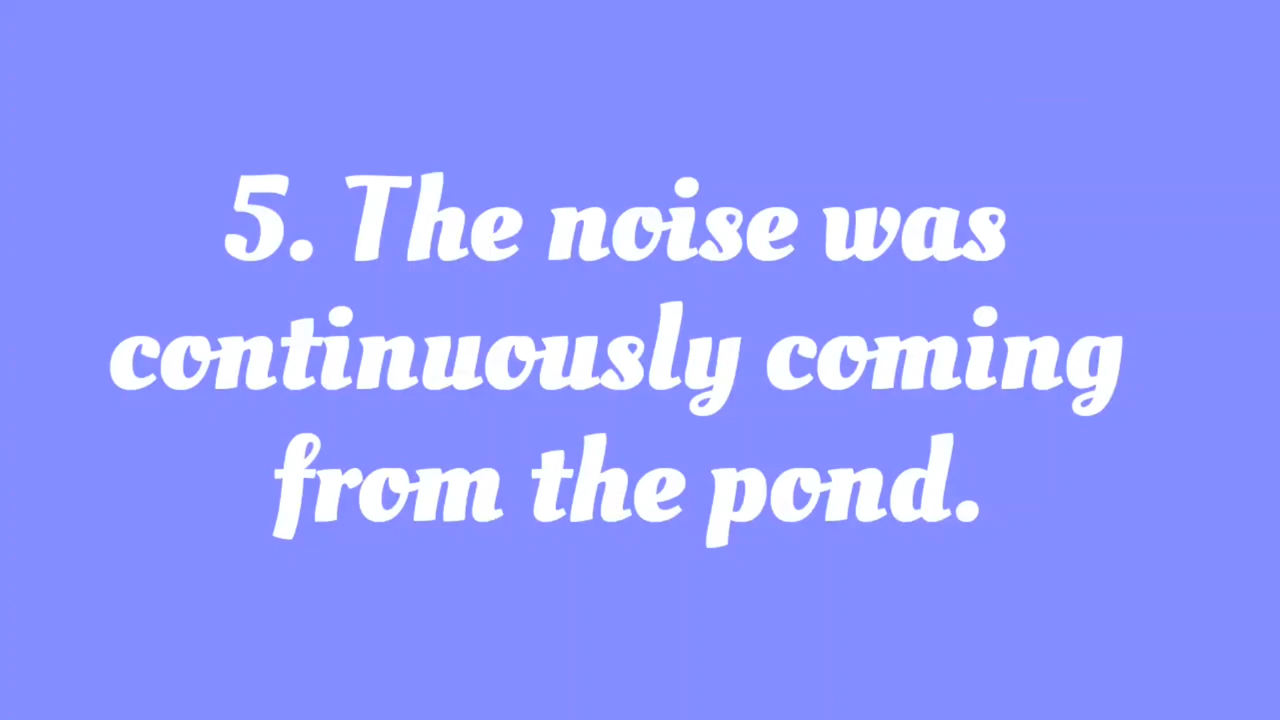 5. The noise was
continuously coming
from the pond.